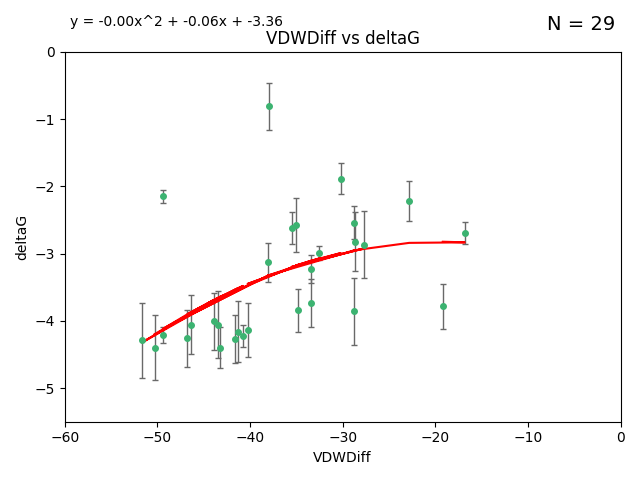 y = -0.00x^2 + -0.06x + -3.36
N = 29
VDWDiff vs deltaG
0
−1
−2
−3
−4
−5
deltaG
−60 −50 −40 −30 −20 −10 0
VDWDiff